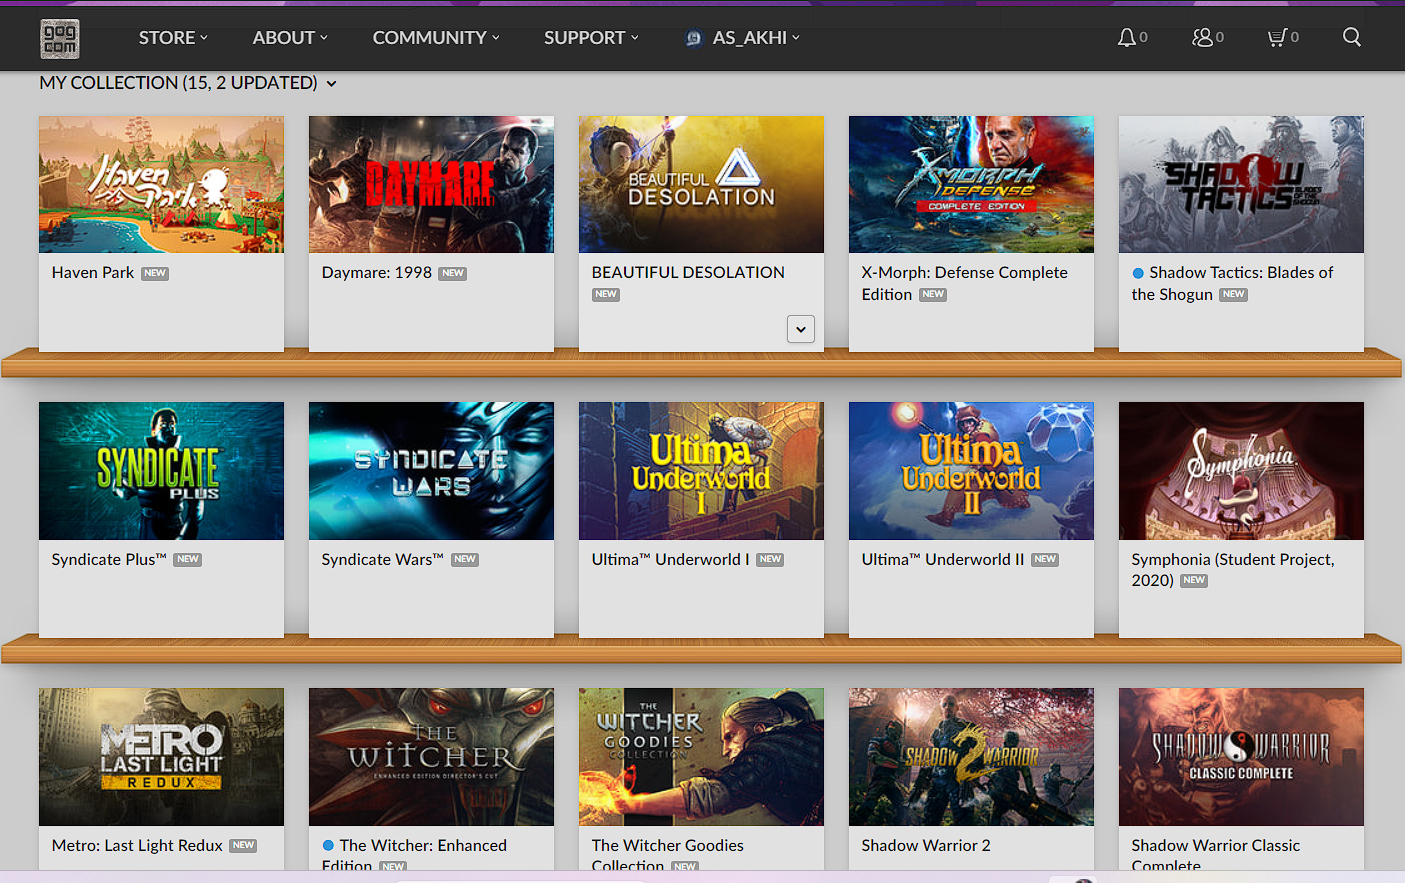 gog
com
STORE
ABOUT
COMMUNITY
SUPPORT
AS_AKHI
0
0
0
MY COLLECTION (15, 2 UPDATED)
Haven
Park
DAYMARE
BEAUTIFUL
DESOLATION
X-MORPH
DEFENSE
COMPLETE EDITION
SHADOW
TACTICS
BLADES
OF THE
SHOGUN
Haven Park NEW
Daymare: 1998 NEW
BEAUTIFUL DESOLATION
NEW
X-Morph: Defense Complete
Edition NEW
Shadow Tactics: Blades of
the Shogun NEW
SYNDICATE
PLUS
SYNDICATE
WARS
Ultima
Underworld
I
Ultima
Underworld
II
Symphonia
Syndicate Plus™ NEW
Syndicate Wars™ NEW
Ultima™ Underworld I NEW
Ultima™ Underworld II NEW
Symphonia (Student Project,
2020) NEW
METRO
LAST LIGHT
REDUX
THE
WITCHER
ENHANCED EDITION DIRECTOR'S CUT
THE
WITCHER
GOODIES
COLLECTION
SHADOW 2 WARRIOR
SHADOW WARRIOR
CLASSIC COMPLETE
Metro: Last Light Redux NEW
The Witcher: Enhanced
Edition NEW
The Witcher Goodies
Collection NEW
Shadow Warrior 2
Shadow Warrior Classic
Complete